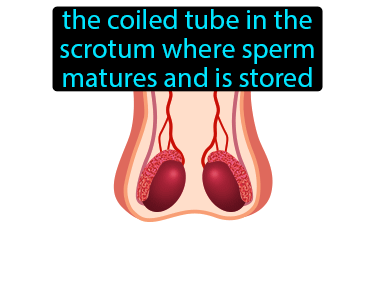 the coiled tube in the
scrotum where sperm
matures and is stored